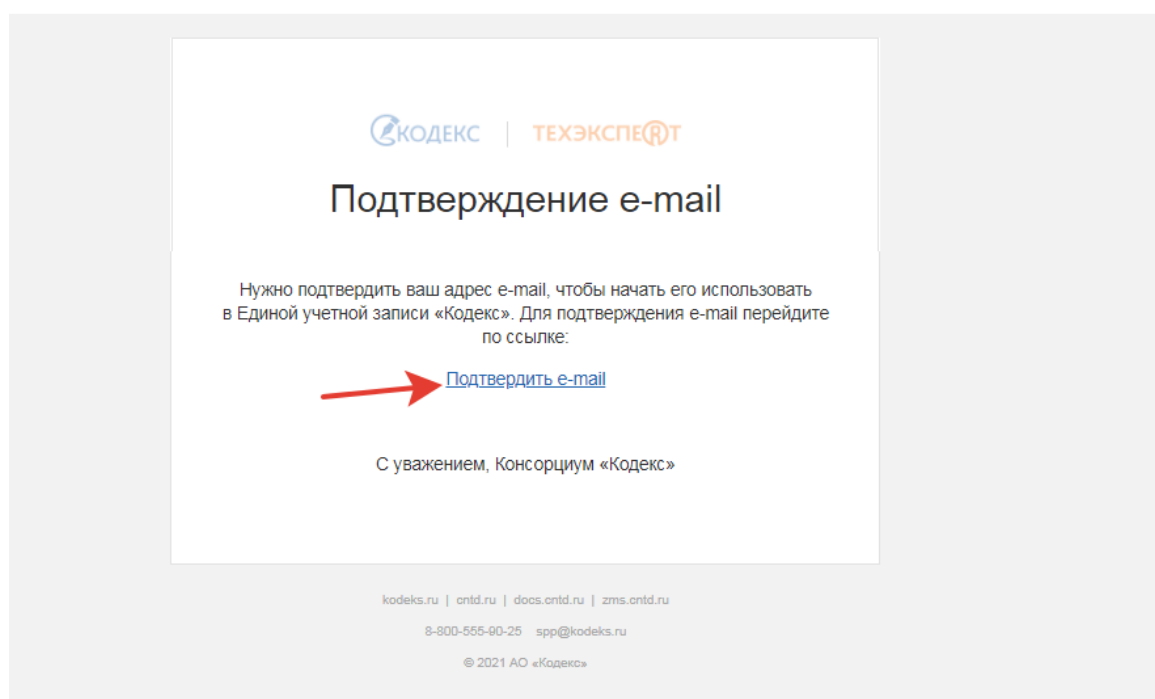 КОДЕКС | ТЕХЭКСПЕRТ
Подтверждение e-mail
Нужно подтвердить ваш адрес e-mail, чтобы начать его использовать
в Единой учетной записи «Кодекс». Для подтверждения e-mail перейдите
по ссылке:
Подтвердить e-mail
С уважением, Консорциум «Кодекс»
kodeks.ru | cntd.ru | docs.cntd.ru | zms.cntd.ru
8-800-555-90-25 spp@kodeks.ru
© 2021 АО «Кодекс»